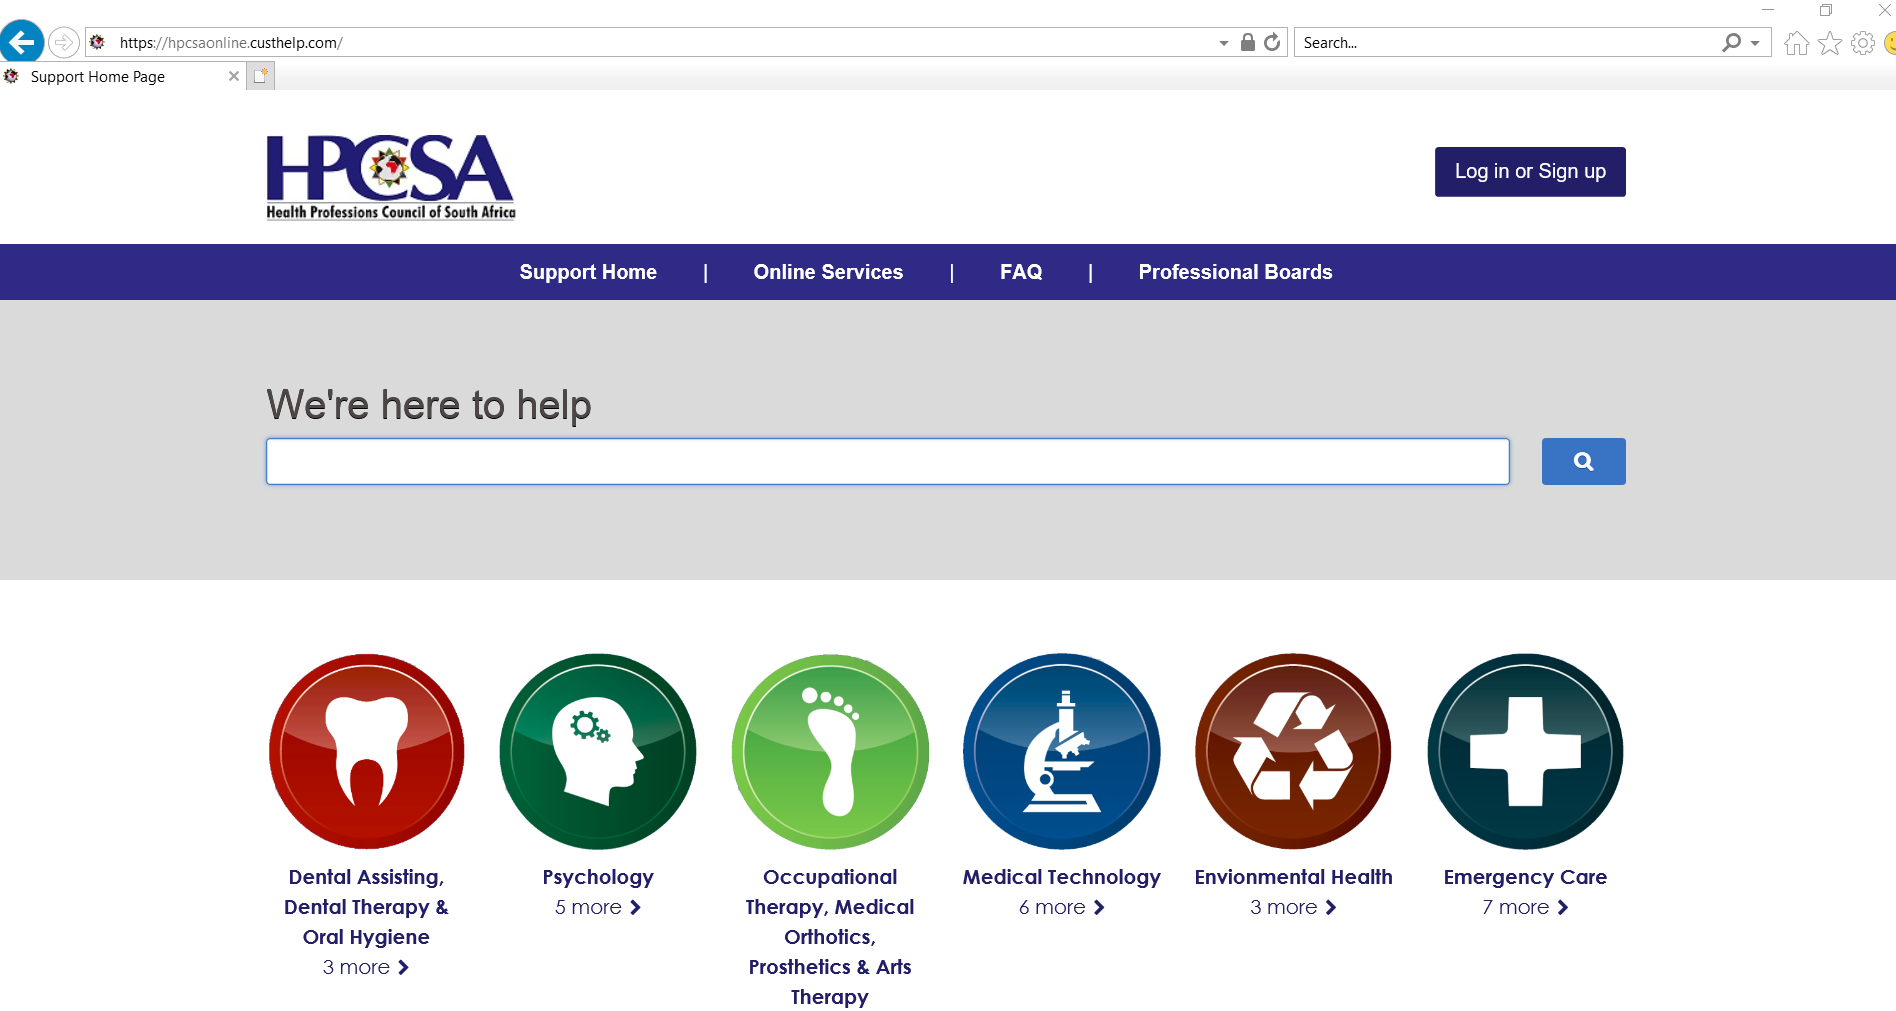 https://hpcsaonline.custhelp.com/
Search...
Support Home Page
HPCSA
Health Professions Council of South Africa
Log in or Sign up
Support Home | Online Services | FAQ | Professional Boards
We're here to help
Dental Assisting,
Dental Therapy &
Oral Hygiene
3 more
Psychology
5 more
Occupational
Therapy, Medical
Orthotics,
Prosthetics & Arts
Therapy
Medical Technology
6 more
Envionmental Health
3 more
Emergency Care
7 more